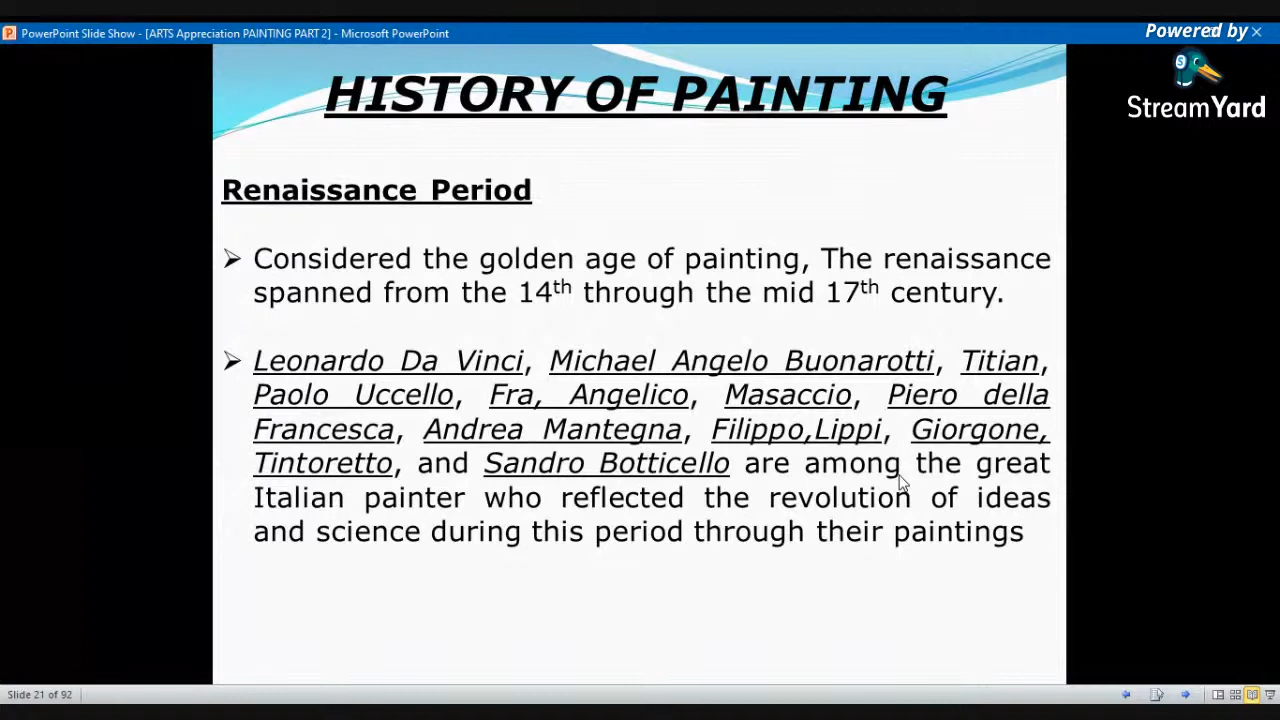 PowerPoint Slide Show - [ARTS Appreciation PAINTING PART 2] - Microsoft PowerPoint
Powered by
StreamYard
HISTORY OF PAINTING
Renaissance Period
➢ Considered the golden age of painting, The renaissance
spanned from the 14th through the mid 17th century.
➢ Leonardo Da Vinci, Michael Angelo Buonarotti, Titian,
Paolo Uccello, Fra, Angelico, Masaccio, Piero della
Francesca, Andrea Mantegna, Filippo,Lippi, Giorgone,
Tintoretto, and Sandro Botticello are among the great
Italian painter who reflected the revolution of ideas
and science during this period through their paintings
Slide 21 of 92